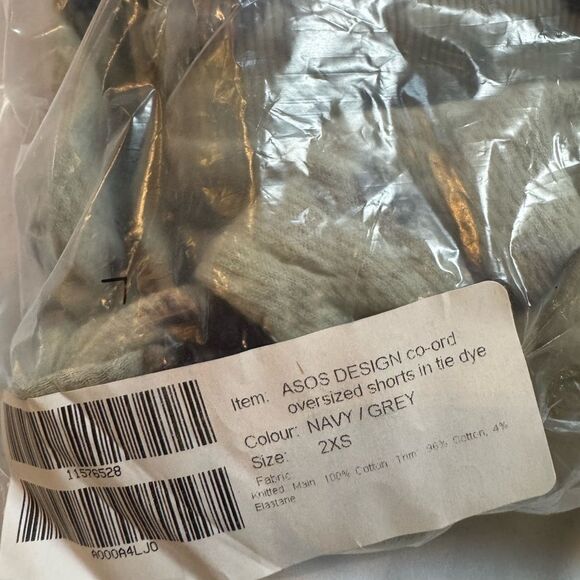 Item: ASOS DESIGN co-ord
oversized shorts in tie dye
Colour: NAVY / GREY
Size: 2XS
Fabric
Knitted Main 100% Cotton, Trim 96% Cotton, 4%
Elastane
11576528
A000A4LJ0